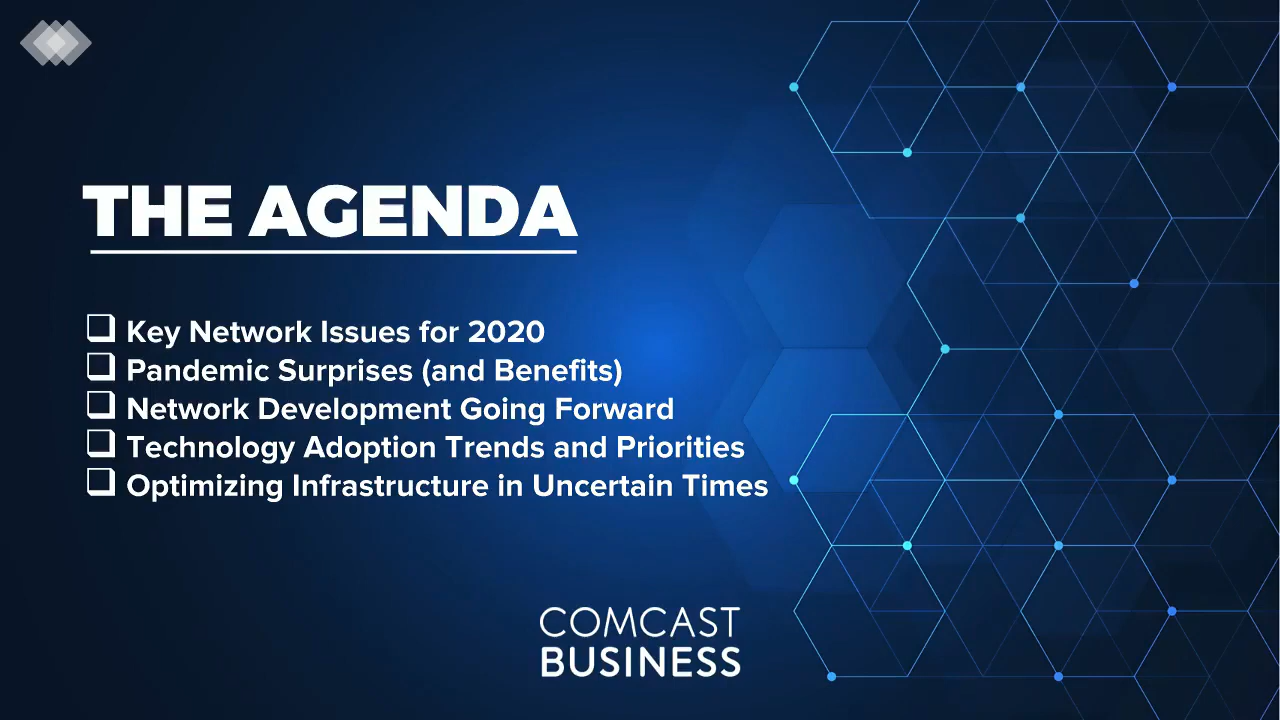 THE AGENDA
❑ Key Network Issues for 2020
❑ Pandemic Surprises (and Benefits)
❑ Network Development Going Forward
❑ Technology Adoption Trends and Priorities
❑ Optimizing Infrastructure in Uncertain Times
COMCAST
BUSINESS